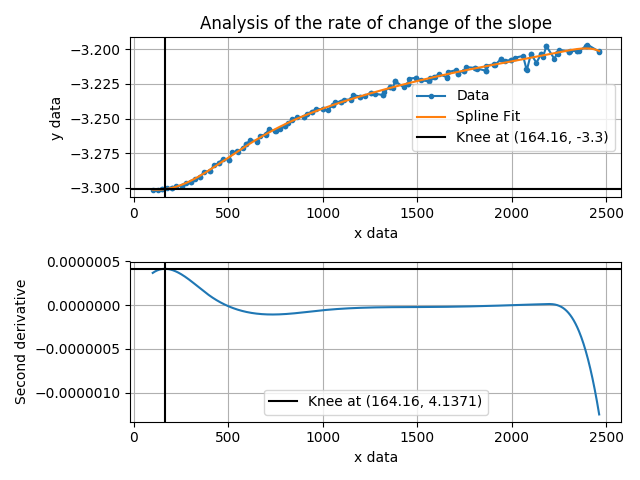 Analysis of the rate of change of the slope
−3.200
−3.225
−3.250
−3.275
−3.300
y data
Data
Spline Fit
Knee at (164.16, -3.3)
0 500 1000 1500 2000 2500
x data
0.0000005
0.0000000
−0.0000005
−0.0000010
Second derivative
Knee at (164.16, 4.1371)
0 500 1000 1500 2000 2500
x data